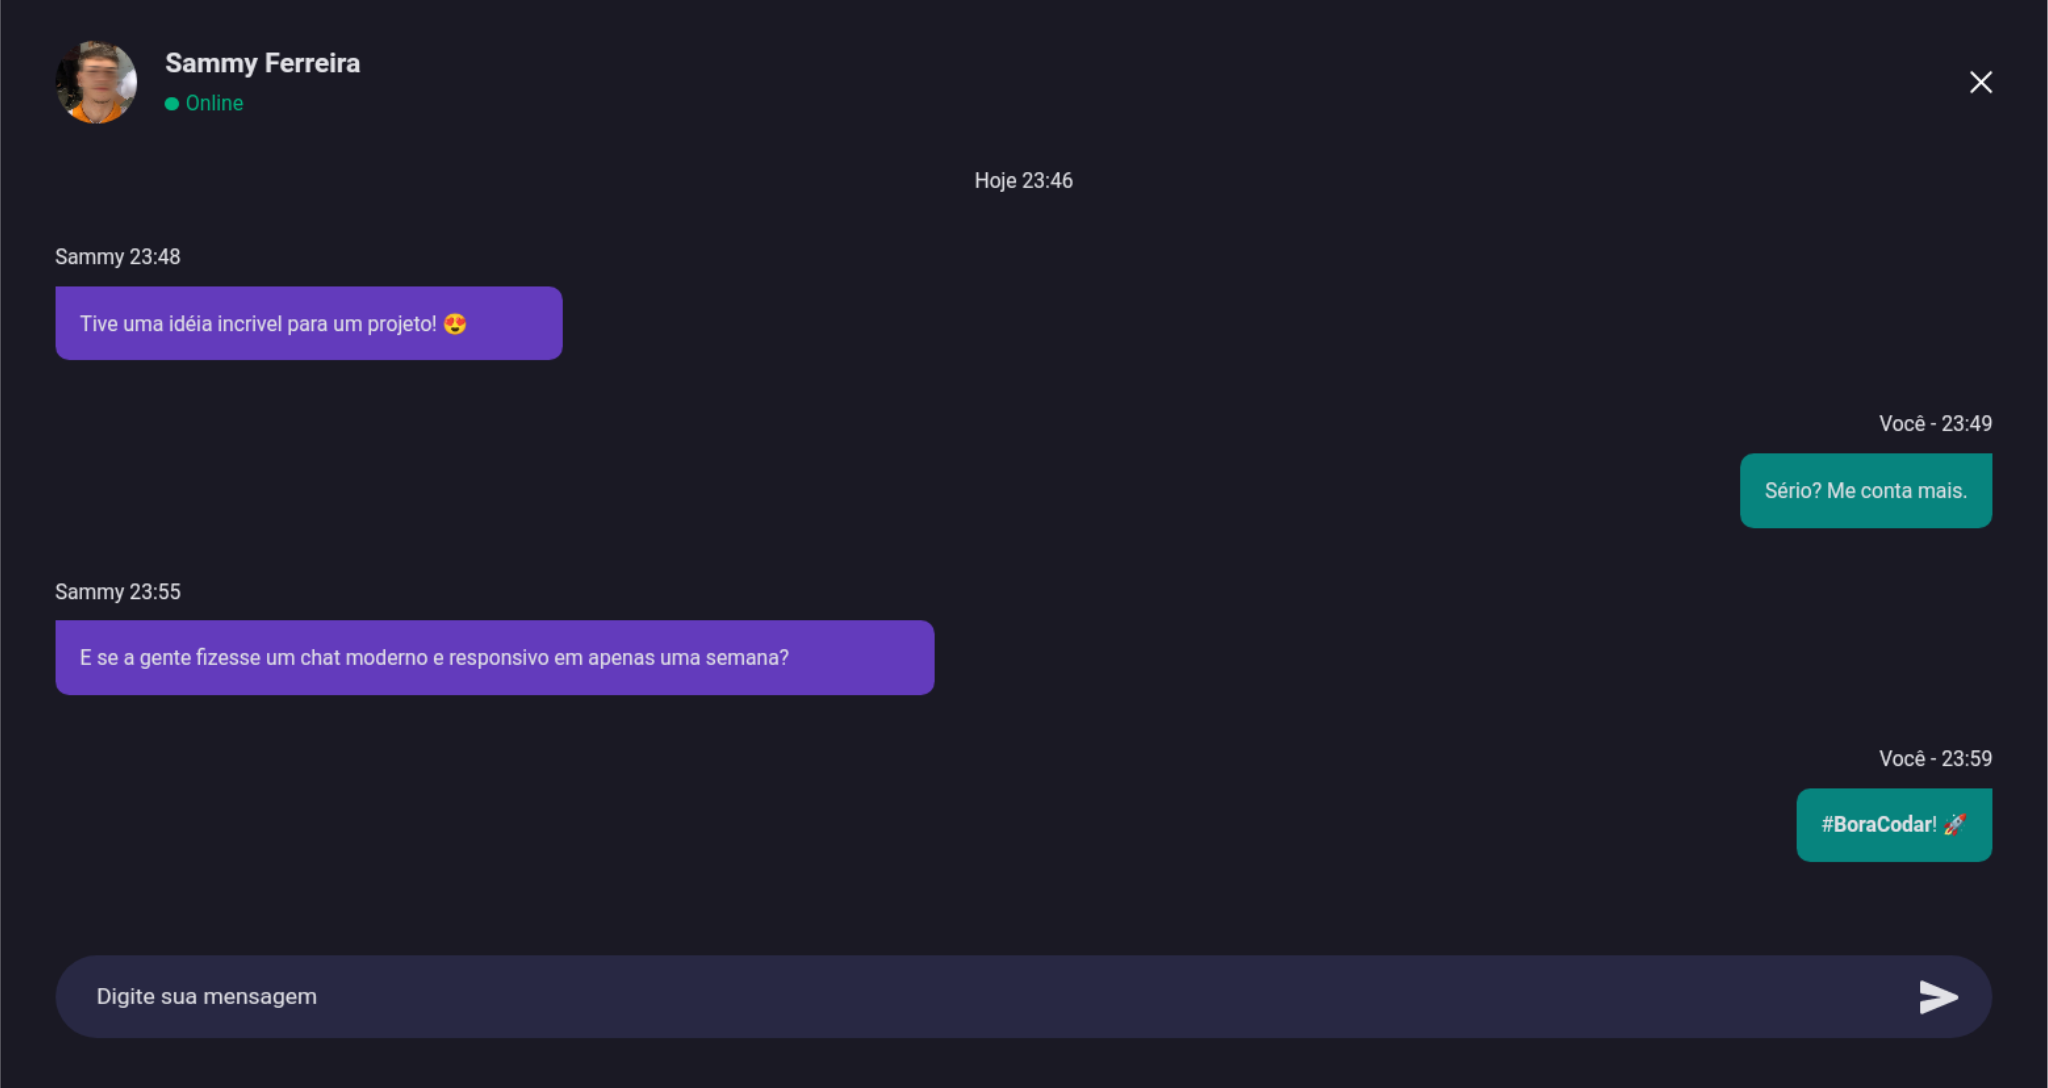 Sammy Ferreira
Online
Hoje 23:46
Sammy 23:48
Tive uma idéia incrivel para um projeto! 😍
Você - 23:49
Sério? Me conta mais.
Sammy 23:55
E se a gente fizesse um chat moderno e responsivo em apenas uma semana?
Você - 23:59
#BoraCodar! 🚀
Digite sua mensagem